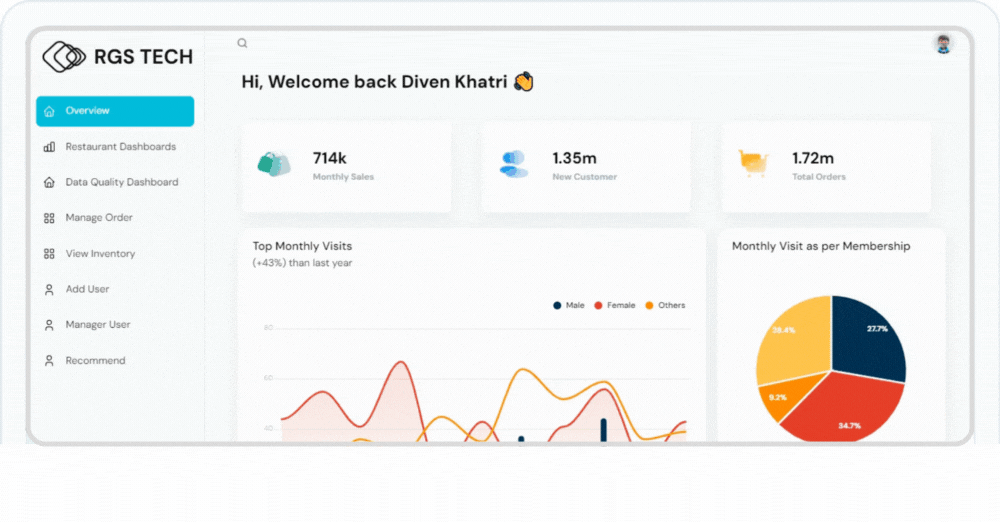 RGS TECH
Overview
Restaurant Dashboards
Data Quality Dashboard
Manage Order
View Inventory
Add User
Manager User
Recommend
Hi, Welcome back Diven Khatri 👏
714k
Monthly Sales
1.35m
New Customer
1.72m
Total Orders
Top Monthly Visits
(+43%) than last year
Male Female Others
80
60
40
Monthly Visit as per Membership
28.4%
27.7%
9.2%
34.7%